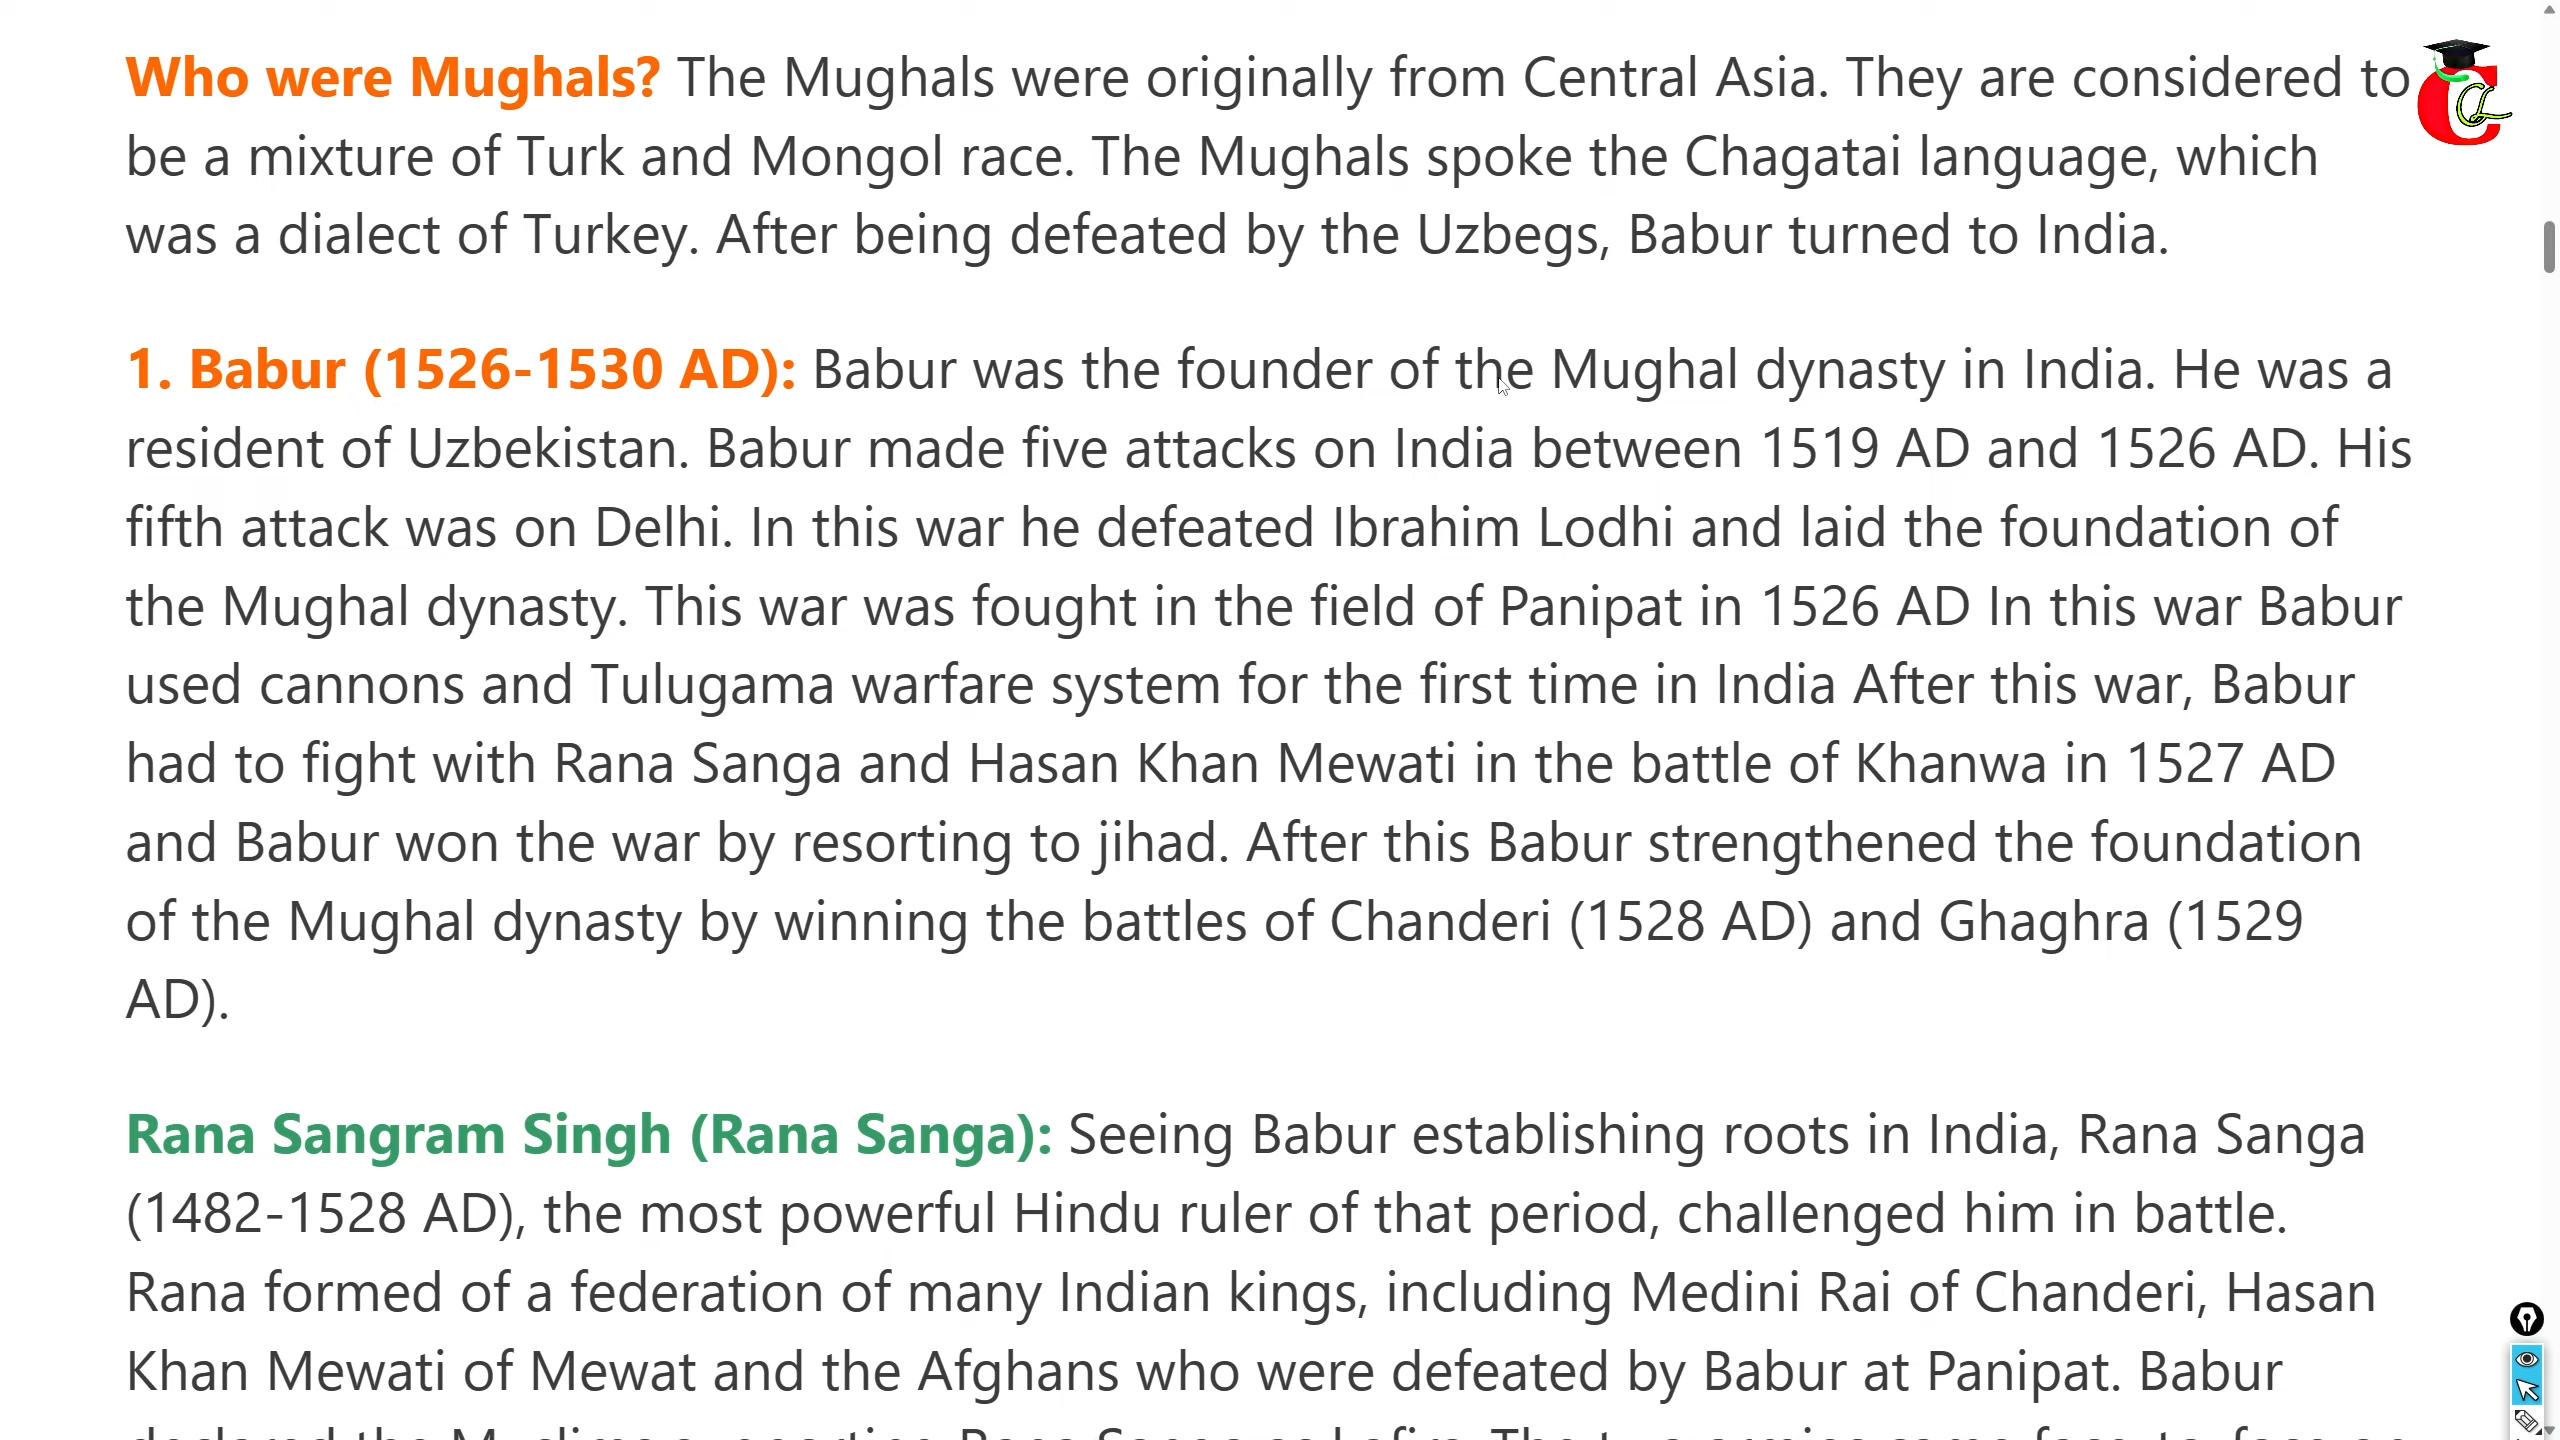 Who were Mughals? The Mughals were originally from Central Asia. They are considered to
be a mixture of Turk and Mongol race. The Mughals spoke the Chagatai language, which
was a dialect of Turkey. After being defeated by the Uzbegs, Babur turned to India.
1. Babur (1526-1530 AD): Babur was the founder of the Mughal dynasty in India. He was a
resident of Uzbekistan. Babur made five attacks on India between 1519 AD and 1526 AD. His
fifth attack was on Delhi. In this war he defeated Ibrahim Lodhi and laid the foundation of
the Mughal dynasty. This war was fought in the field of Panipat in 1526 AD In this war Babur
used cannons and Tulugama warfare system for the first time in India After this war, Babur
had to fight with Rana Sanga and Hasan Khan Mewati in the battle of Khanwa in 1527 AD
and Babur won the war by resorting to jihad. After this Babur strengthened the foundation
of the Mughal dynasty by winning the battles of Chanderi (1528 AD) and Ghaghra (1529
AD).
Rana Sangram Singh (Rana Sanga): Seeing Babur establishing roots in India, Rana Sanga
(1482-1528 AD), the most powerful Hindu ruler of that period, challenged him in battle.
Rana formed of a federation of many Indian kings, including Medini Rai of Chanderi, Hasan
Khan Mewati of Mewat and the Afghans who were defeated by Babur at Panipat. Babur